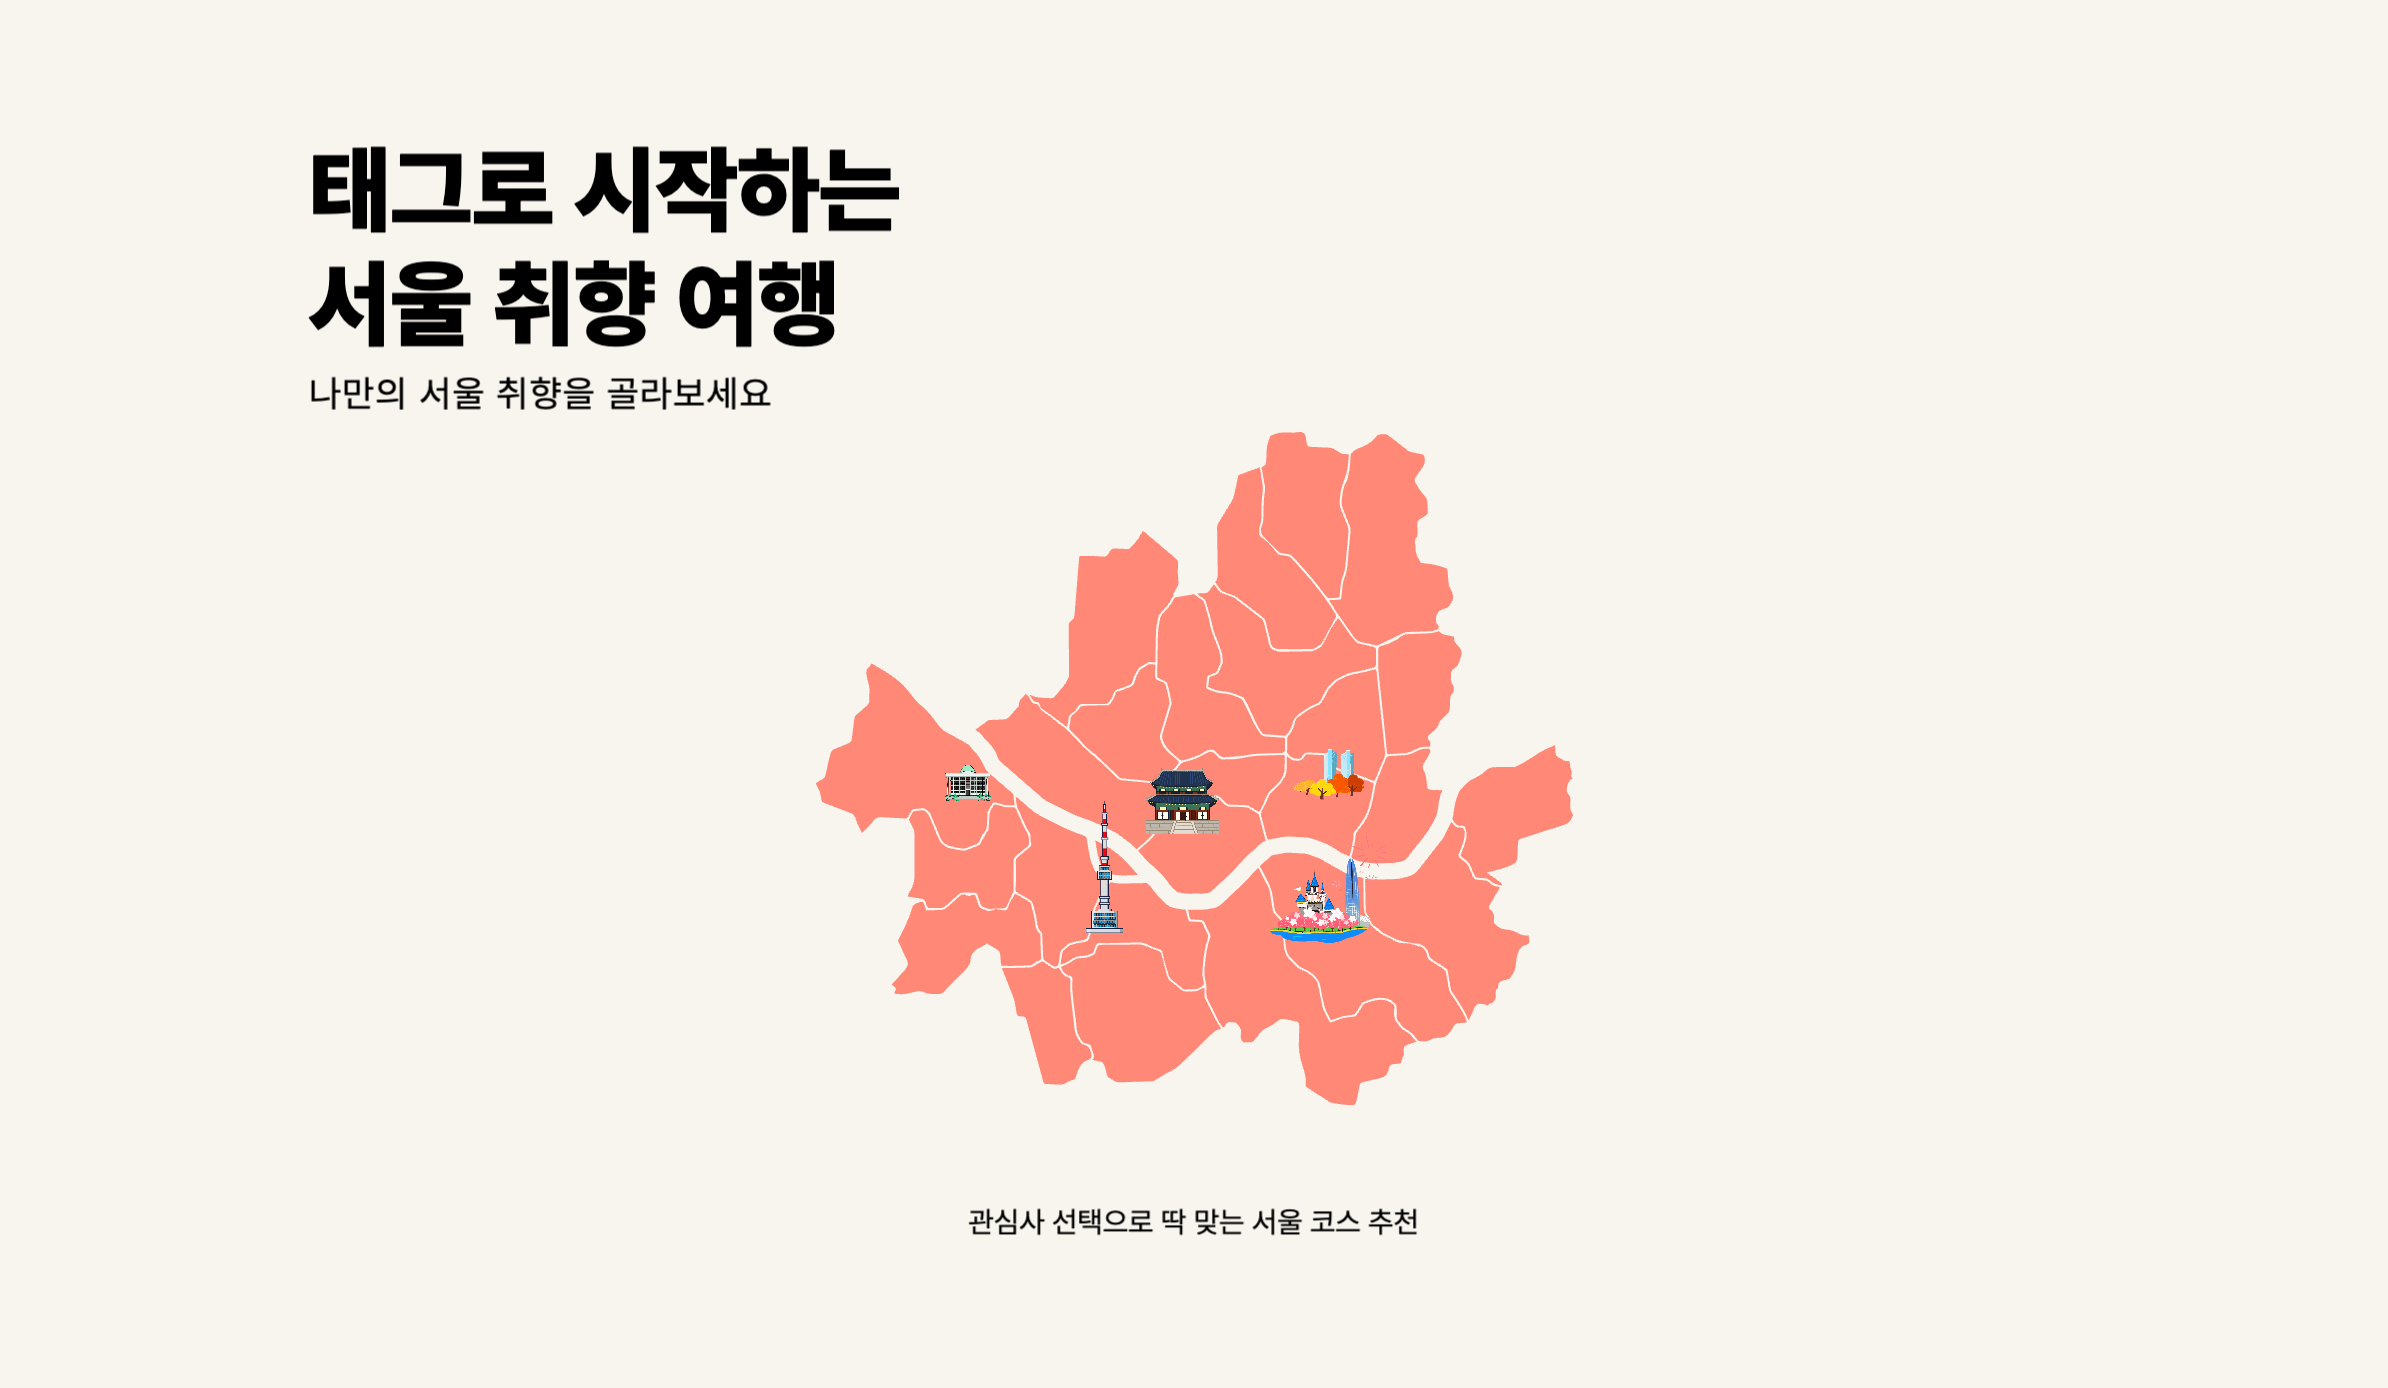 태그로 시작하는
서울 취향 여행
나만의 서울 취향을 골라보세요
관심사 선택으로 딱 맞는 서울 코스 추천